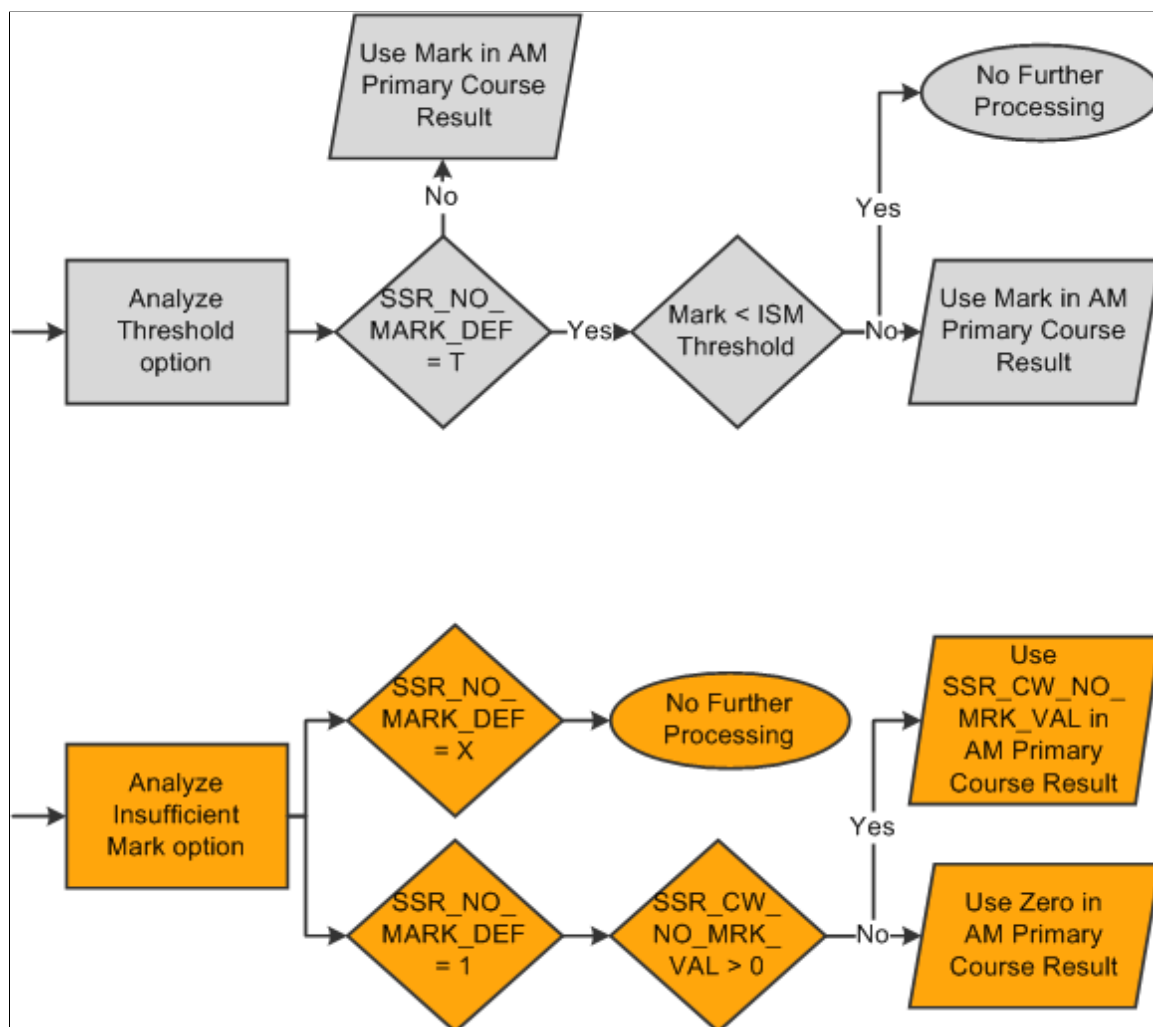 Use Mark in AM
Primary Course
Result
No Further
Processing
No
Yes
Analyze
Threshold
option
SSR_NO_
MARK_DEF
= T
Yes
Mark < ISM
Threshold
No
Use Mark in AM
Primary Course
Result
SSR_NO_
MARK_DEF
= X
No Further
Processing
Use
SSR_CW_NO_
MRK_VAL in
AM Primary
Course Result
Analyze
Insufficient
Mark option
Yes
SSR_NO_
MARK_DEF
= 1
SSR_CW_
NO_MRK_
VAL > 0
No
Use Zero in
AM Primary
Course Result